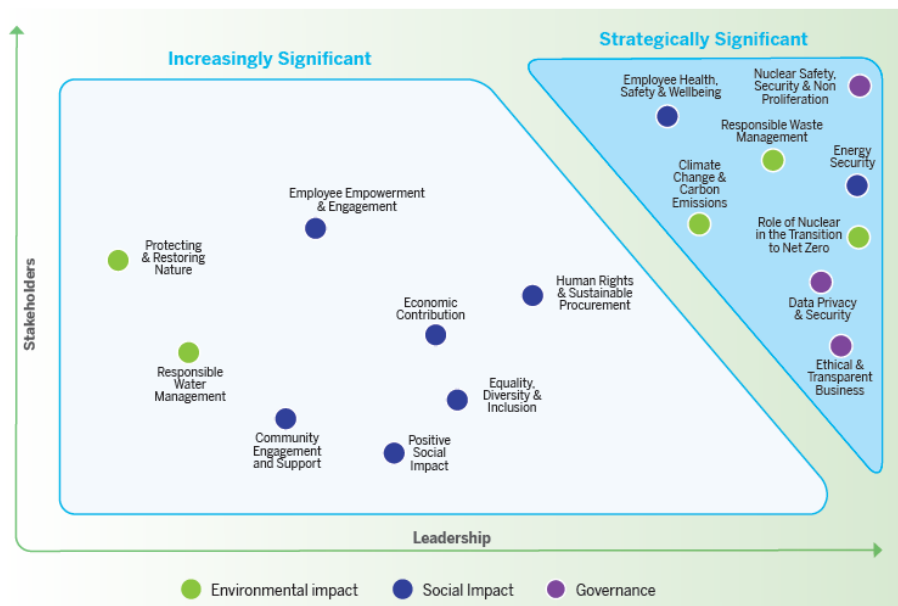 Strategically Significant
Increasingly Significant
Employee Health,
Safety & Wellbeing
Nuclear Safety,
Security & Non
Proliferation
Responsible Waste
Management
Energy
Security
Climate
Change &
Carbon
Emissions
Role of Nuclear
in the Transition
to Net Zero
Data Privacy
& Security
Ethical &
Transparent
Business
Employee Empowerment
& Engagement
Protecting
& Restoring
Nature
Human Rights
& Sustainable
Procurement
Economic
Contribution
Responsible
Water
Management
Equality,
Diversity &
Inclusion
Community
Engagement
and Support
Positive
Social
Impact
Stakeholders
Leadership
Environmental impact
Social Impact
Governance